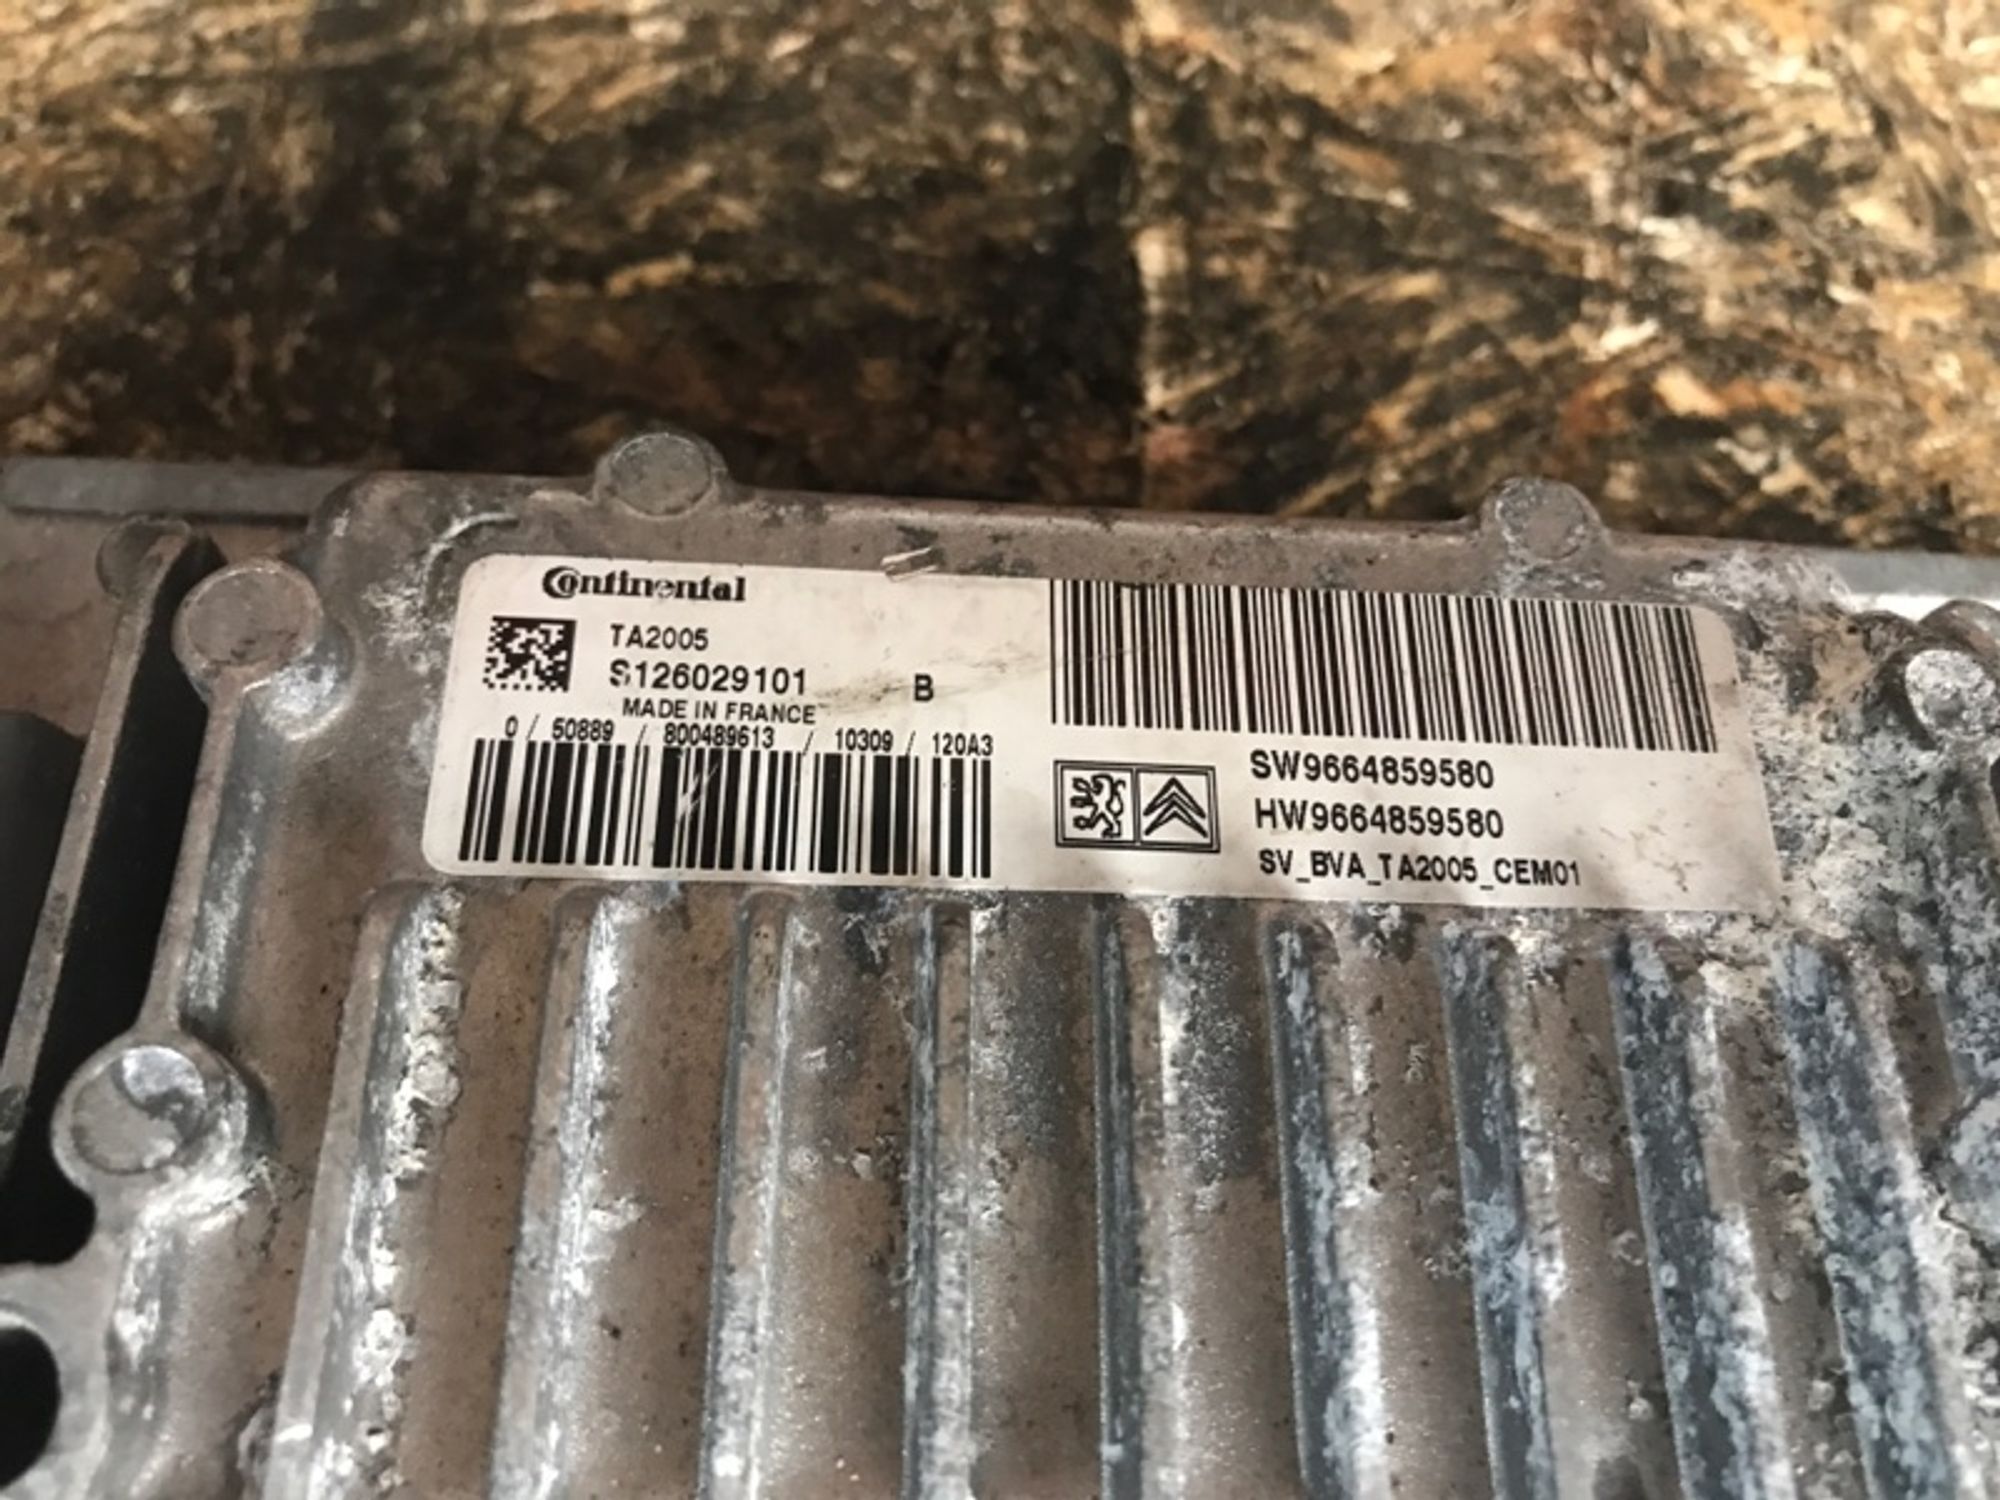 Continental
TA2005
S126029101 B
MADE IN FRANCE
0 / 50889 / 800489613 / 10309 / 120A3
SW9664859580
HW9664859580
SV_BVA_TA2005_CEM01